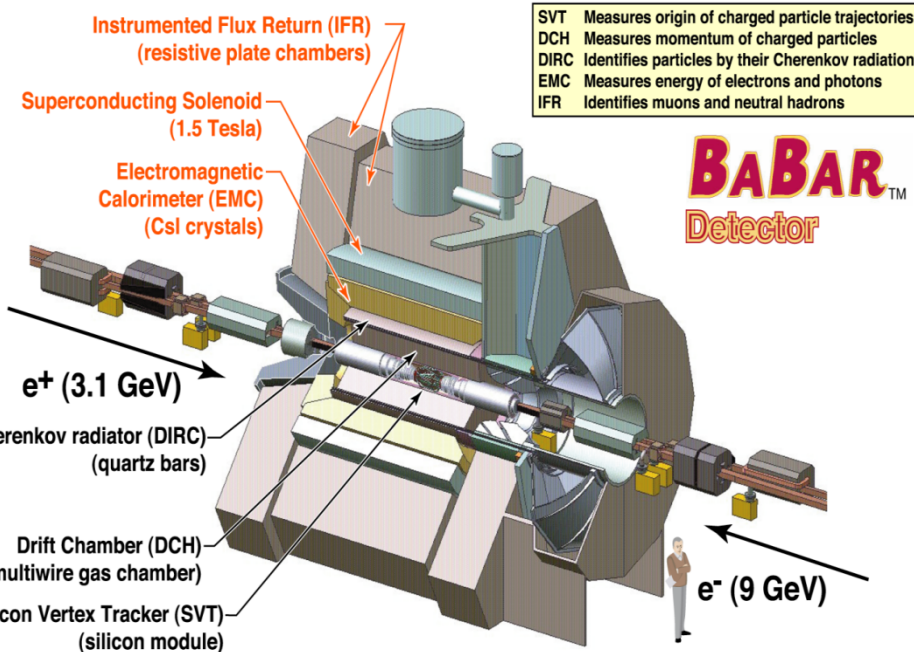 Instrumented Flux Return (IFR)
(resistive plate chambers)
Superconducting Solenoid
(1.5 Tesla)
Electromagnetic
Calorimeter (EMC)
(CsI crystals)
SVT Measures origin of charged particle trajectories
DCH Measures momentum of charged particles
DIRC Identifies particles by their Cherenkov radiation
EMC Measures energy of electrons and photons
IFR Identifies muons and neutral hadrons
BABAR TM
Detector
e+ (3.1 GeV)
radiator (DIRC)
(quartz bars)
Drift Chamber (DCH)
multiwire gas chamber)
Vertex Tracker (SVT)
(silicon module)
e- (9 GeV)